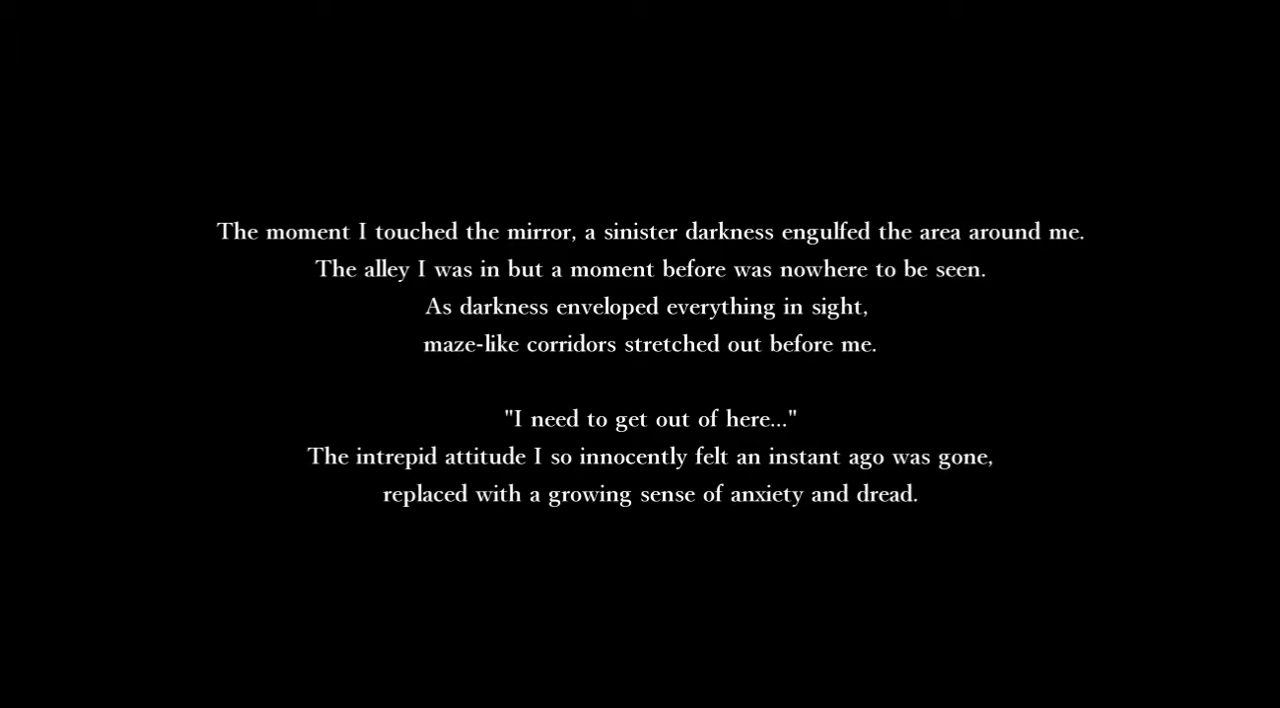 The moment I touched the mirror, a sinister darkness engulfed the area around me.
The alley I was in but a moment before was nowhere to be seen.
As darkness enveloped everything in sight,
maze-like corridors stretched out before me.
"I need to get out of here..."
The intrepid attitude I so innocently felt an instant ago was gone,
replaced with a growing sense of anxiety and dread.